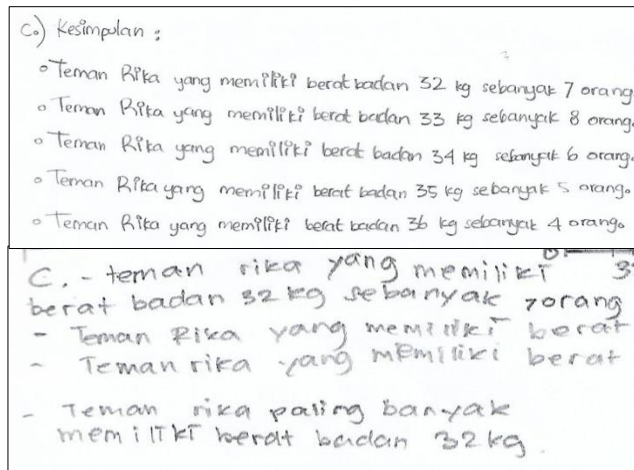 C.) Kesimpulan :
∘ Teman Rika yang memiliki berat badan 32 kg sebanyak 7 orang.
∘ Teman Rika yang memiliki berat badan 33 kg sebanyak 8 orang.
∘ Teman Rika yang memiliki berat badan 34 kg sebanyak 6 orang.
∘ Teman Rika yang memiliki berat badan 35 kg sebanyak 5 orang.
∘ Teman Rika yang memiliki berat badan 36 kg sebanyak 4 orang.
C. - teman rika yang memiliki 3
berat badan 32 kg sebanyak 7orang
- Teman Rika yang memiliki berat
- Teman rika yang memiliki berat
- Teman rika paling banyak
memiliki berat badan 32 kg.